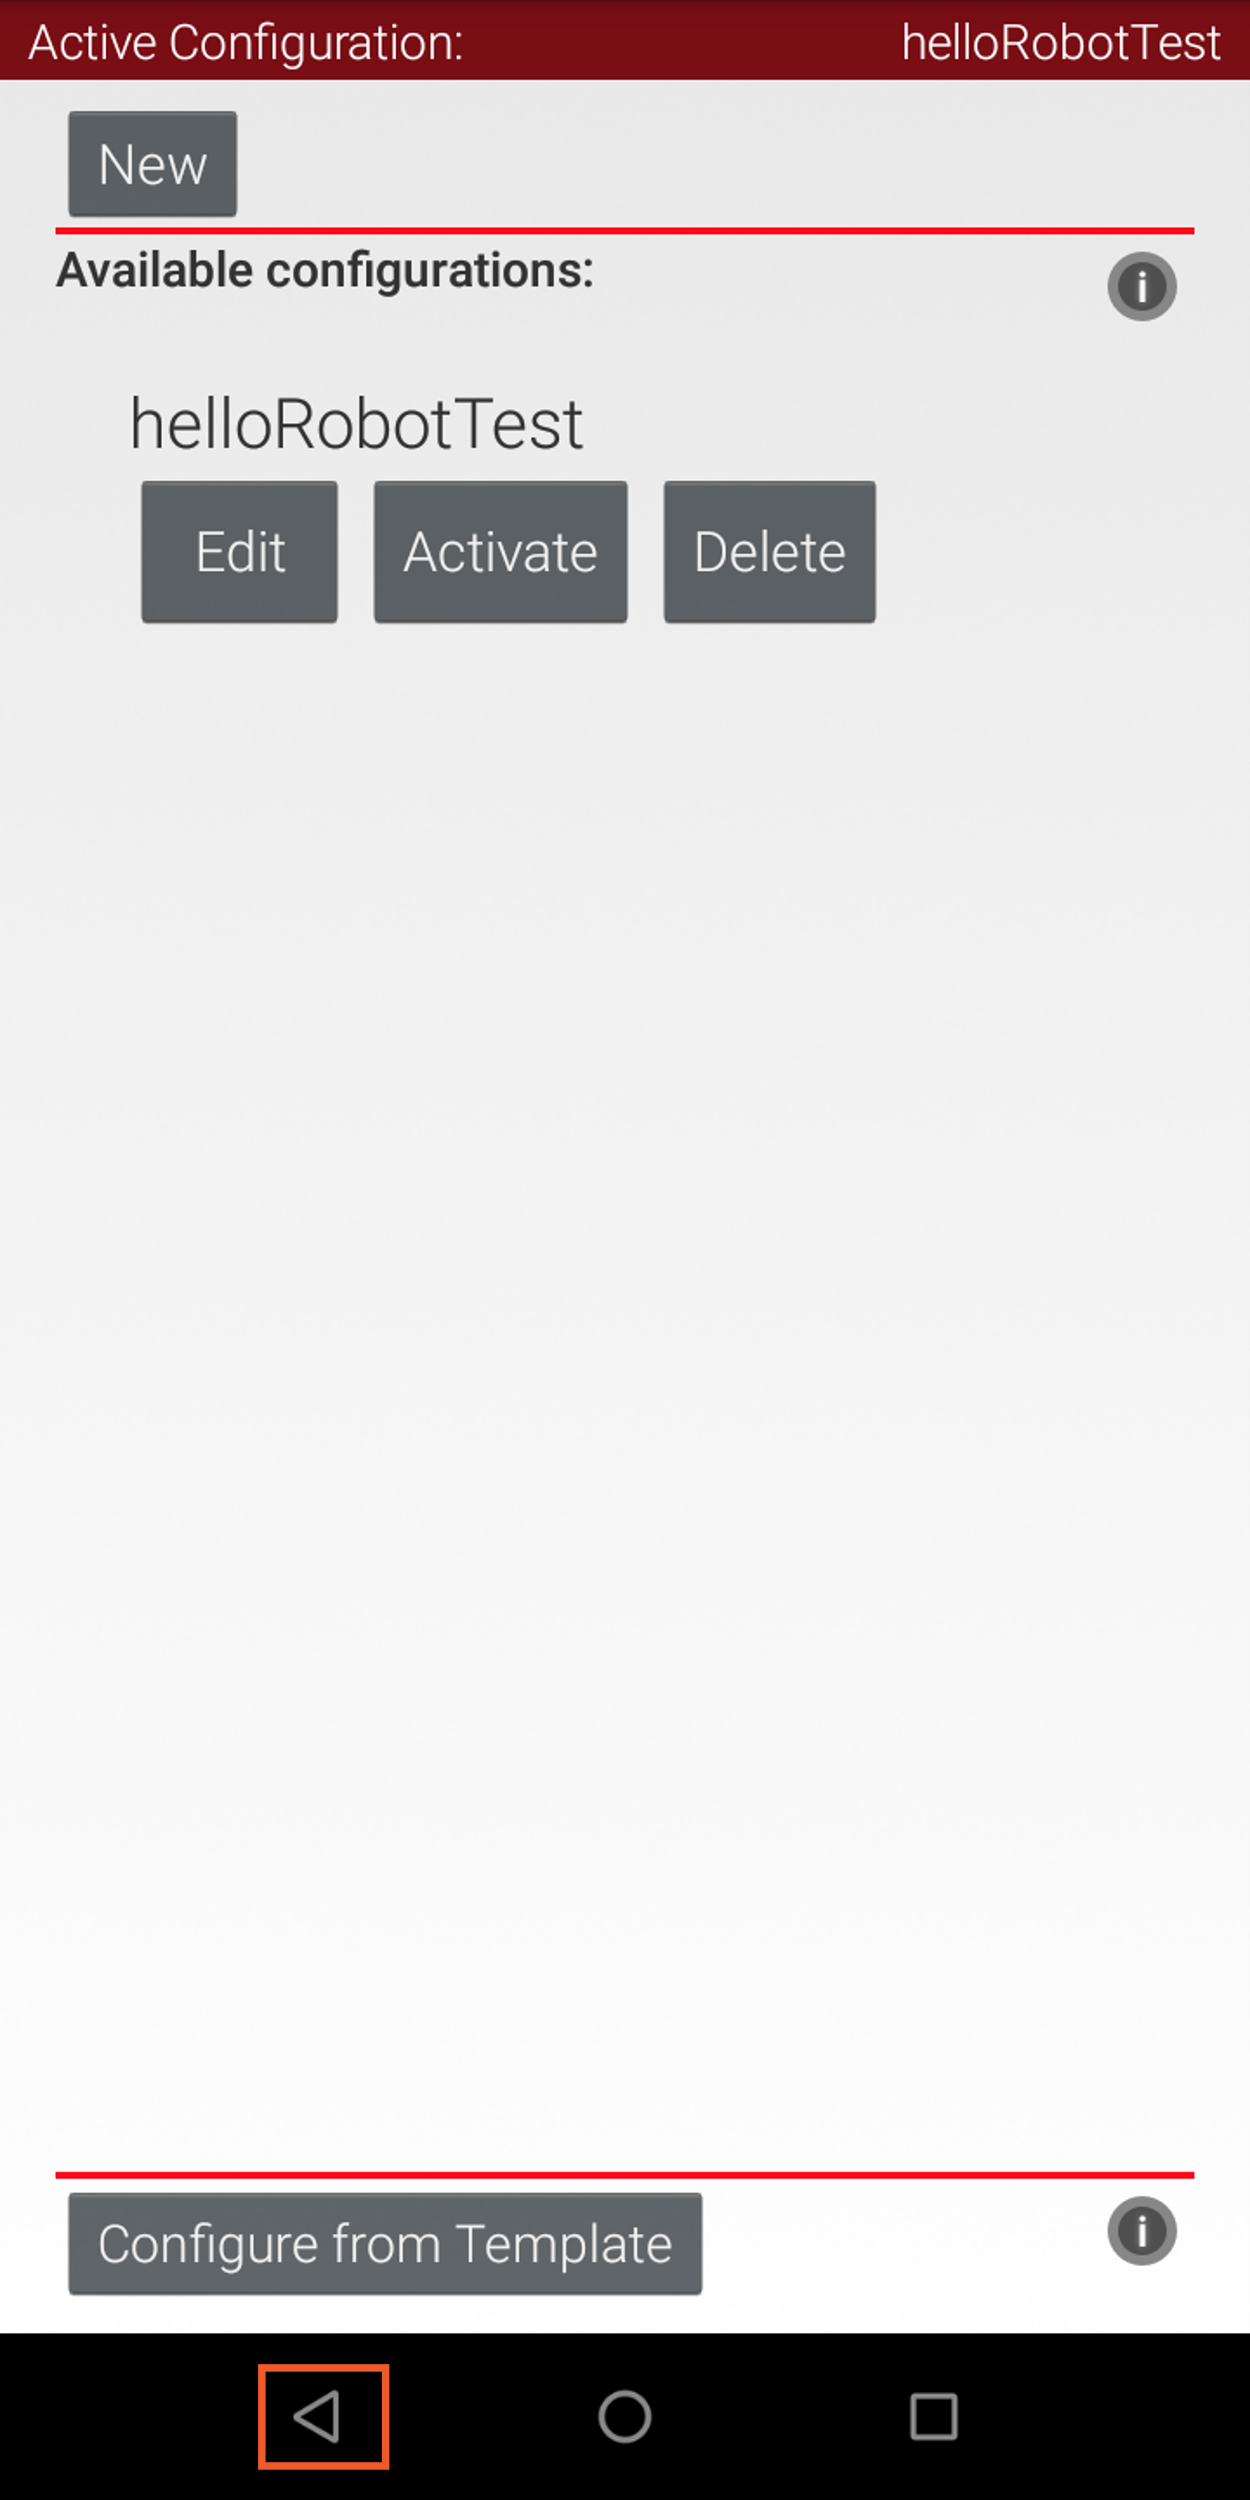 Active Configuration: helloRobotTest
New
Available configurations:
i
helloRobotTest
Edit Activate Delete
Configure from Template
i